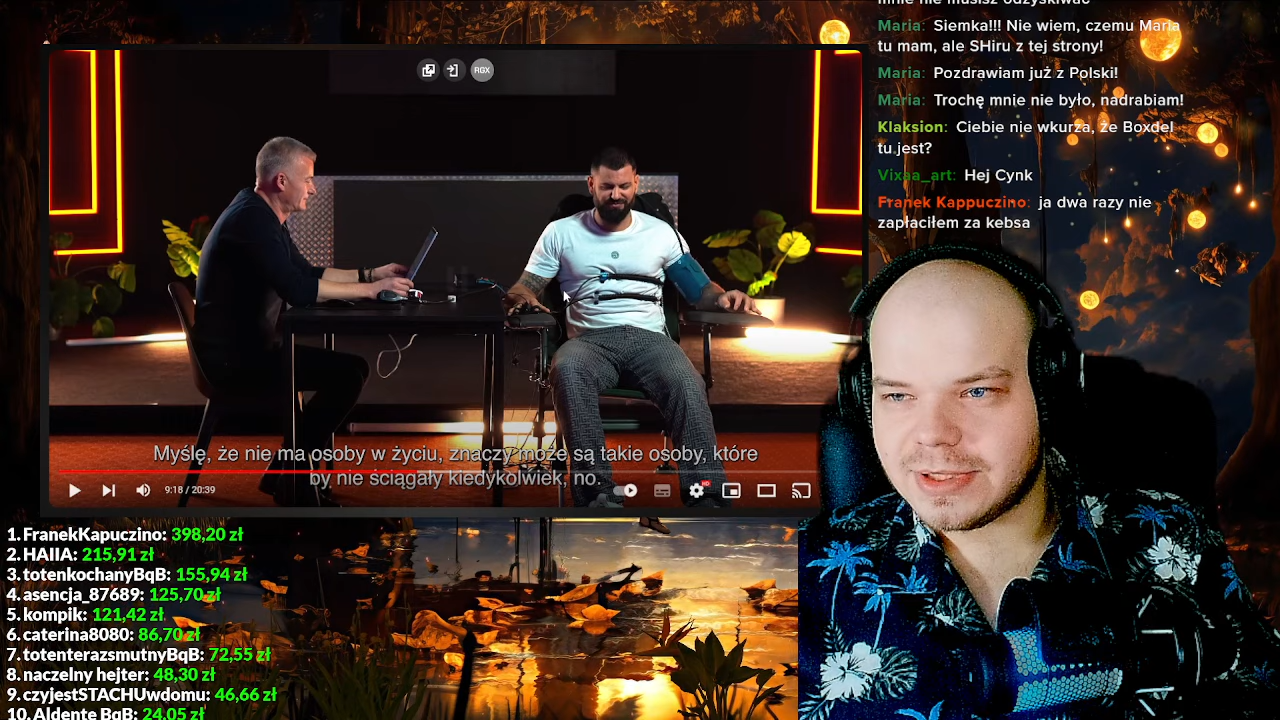 mnie nie musisz odzyskiwać
Maria: Siemka!!! Nie wiem, czemu Maria
tu mam, ale SHiru z tej strony!
Maria: Pozdrawiam już z Polski!
Maria: Trochę mnie nie było, nadrabiam!
Klaksion: Ciebie nie wkurza, że Boxdel
tu jest?
Vixaa_art: Hej Cynk
Franek Kappuczino: ja dwa razy nie
zapłaciłem za kebsa
RGX
Myślę, że nie ma osoby w życiu, znaczy może są takie osoby, które
by nie ściągały kiedykolwiek, no.
9:18 / 20:39
HD
1. FranekKapuczino: 398,20 zł
2. HAIIA: 215,91 zł
3. totenkochanyBqB: 155,94 zł
4. asencja_87689: 125,70 zł
5. kompik: 121,42 zł
6. caterina8080: 86,70 zł
7. totenterazsmutnyBqB: 72,55 zł
8. naczelny hejter: 48,30 zł
9. czyjestSTACHUwdomu: 46,66 zł
10. Aldente BqB: 24,05 zł